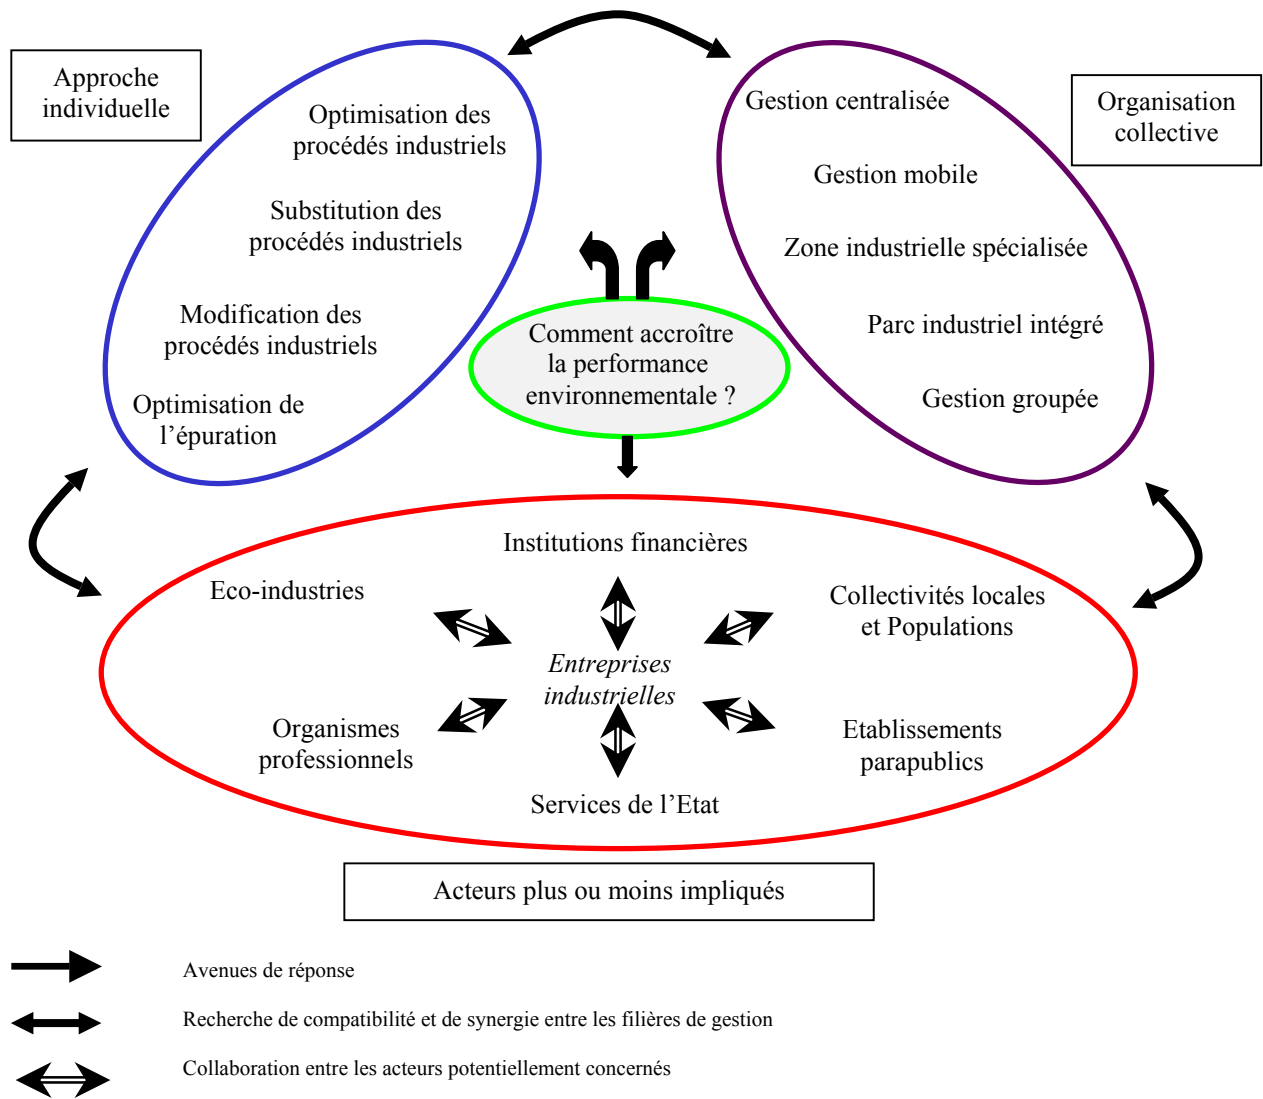 Approche
individuelle
Optimisation des
procédés industriels
Substitution des
procédés industriels
Modification des
procédés industriels
Optimisation de
l’épuration
Gestion centralisée
Gestion mobile
Zone industrielle spécialisée
Parc industriel intégré
Gestion groupée
Organisation
collective
Comment accroître
la performance
environnementale ?
Institutions financières
Eco-industries
Collectivités locales
et Populations
Entreprises
industrielles
Organismes
professionnels
Etablissements
parapublics
Services de l’Etat
Acteurs plus ou moins impliqués
Avenues de réponse
Recherche de compatibilité et de synergie entre les filières de gestion
Collaboration entre les acteurs potentiellement concernés